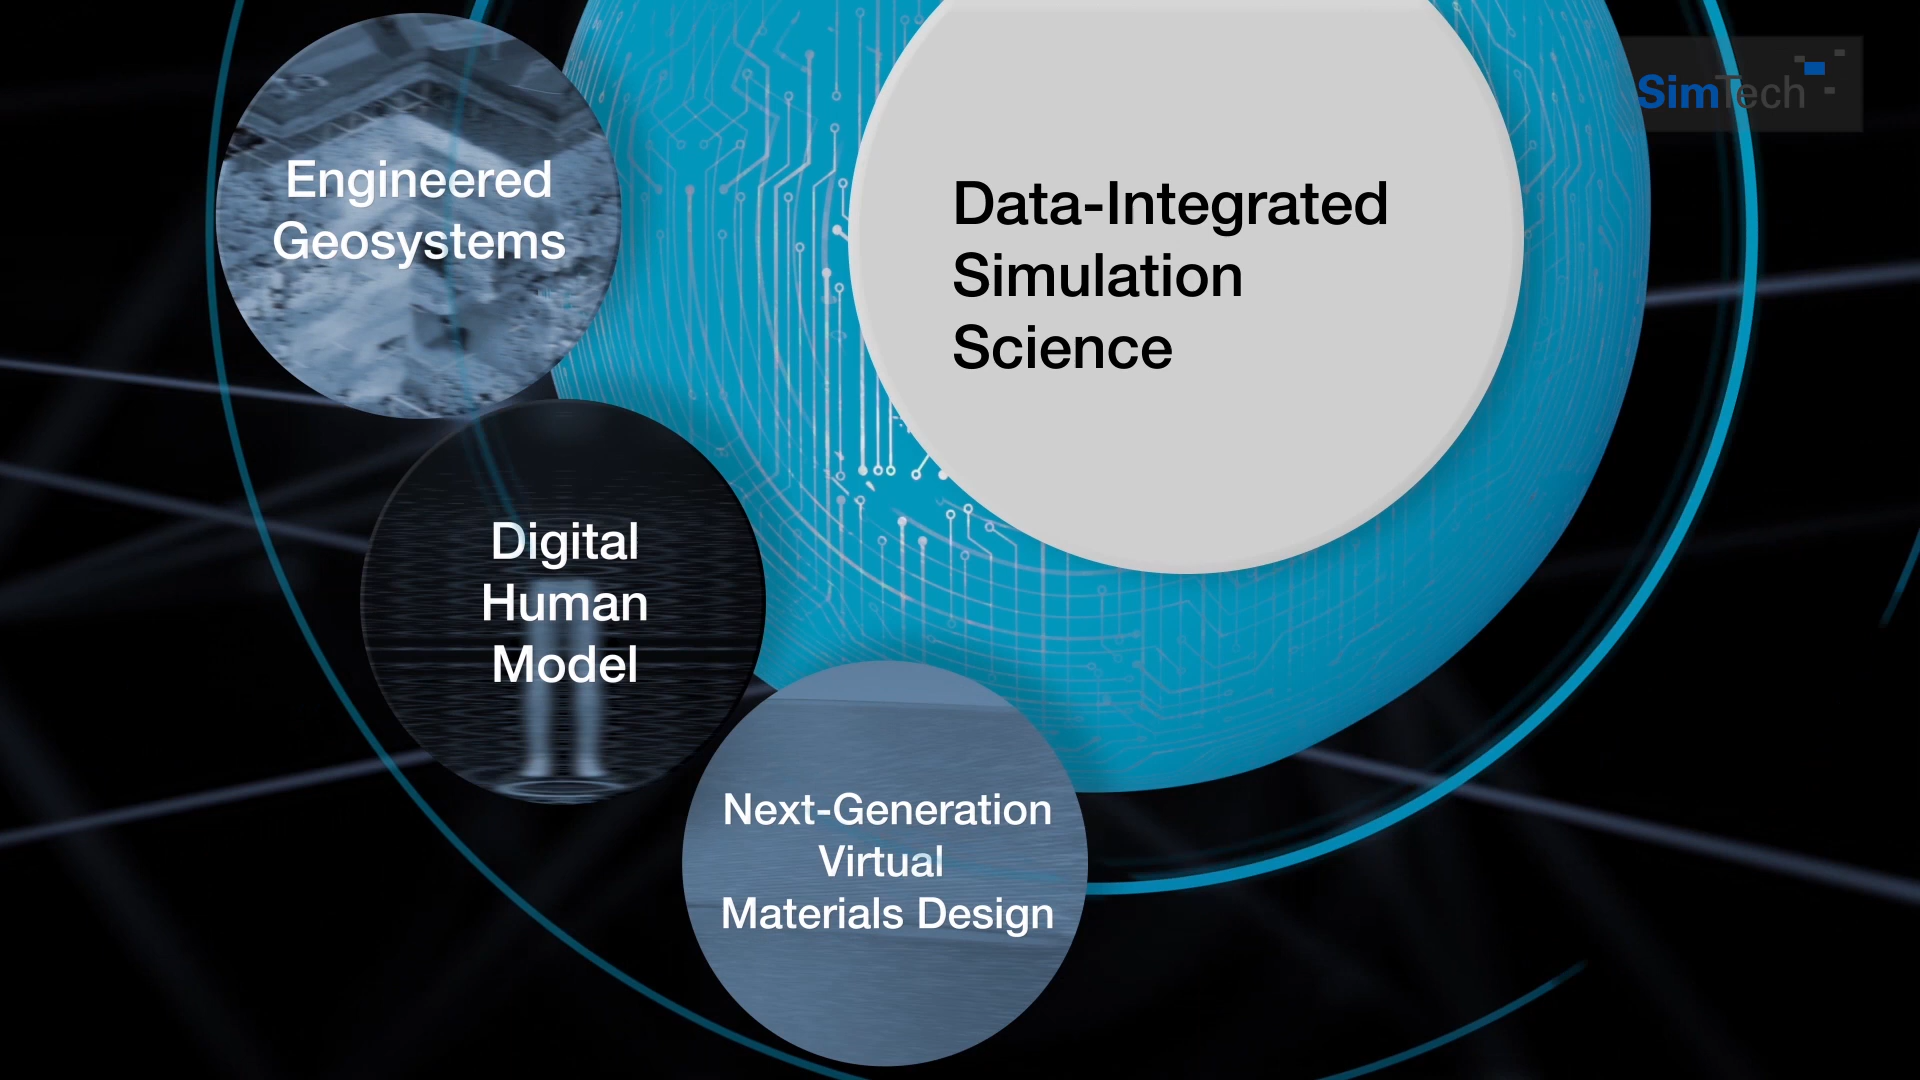 SimTech
Engineered
Geosystems
Data-Integrated
Simulation
Science
Digital
Human
Model
Next-Generation
Virtual
Materials Design